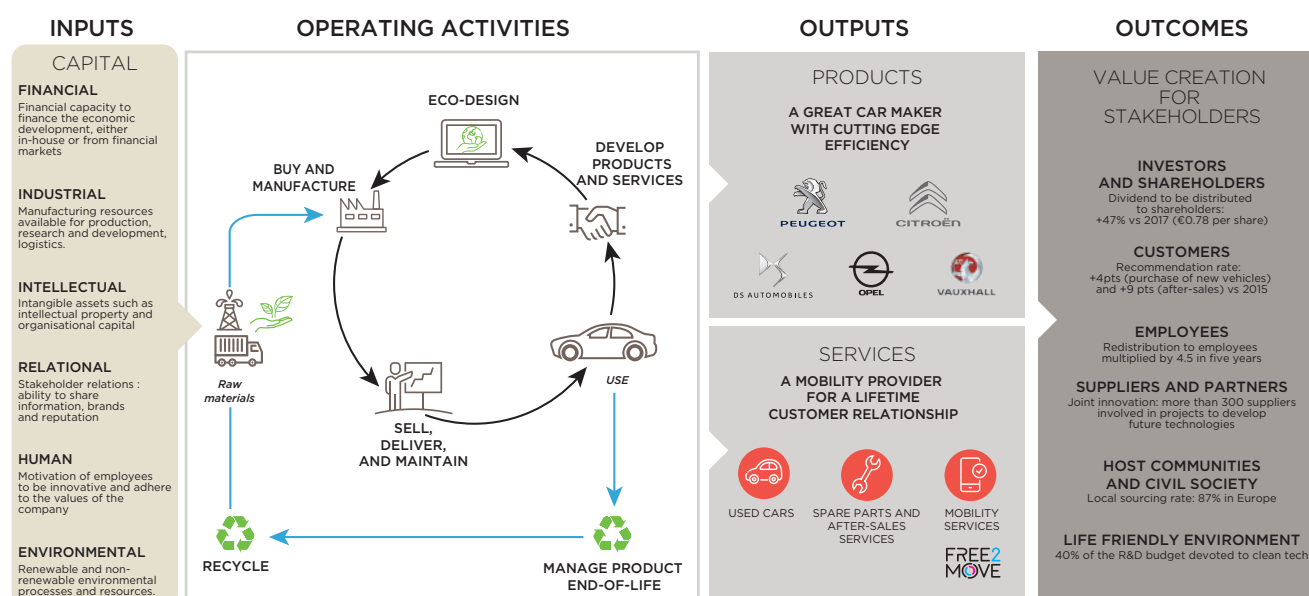 INPUTS
CAPITAL
FINANCIAL
Financial capacity to
finance the economic
development, either
in-house or from financial
markets
INDUSTRIAL
Manufacturing resources
available for production,
research and development,
logistics.
INTELLECTUAL
Intangible assets such as
intellectual property and
organisational capital
RELATIONAL
Stakeholder relations :
ability to share
information, brands
and reputation
HUMAN
Motivation of employees
to be innovative and adhere
to the values of the
company
ENVIRONMENTAL
Renewable and non-
renewable environmental
processes and resources.
OPERATING ACTIVITIES
ECO-DESIGN
DEVELOP
PRODUCTS
AND SERVICES
BUY AND
MANUFACTURE
Raw
materials
USE
SELL,
DELIVER,
AND MAINTAIN
RECYCLE
MANAGE PRODUCT
END-OF-LIFE
OUTPUTS
PRODUCTS
A GREAT CAR MAKER
WITH CUTTING EDGE
EFFICIENCY
PEUGEOT
CITROËN
DS AUTOMOBILES
OPEL
VAUXHALL
SERVICES
A MOBILITY PROVIDER
FOR A LIFETIME
CUSTOMER RELATIONSHIP
USED CARS
SPARE PARTS AND
AFTER-SALES
SERVICES
MOBILITY
SERVICES
FREE2
MOVE
OUTCOMES
VALUE CREATION
FOR
STAKEHOLDERS
INVESTORS
AND SHAREHOLDERS
Dividend to be distributed
to shareholders:
+47% vs 2017 (€0.78 per share)
CUSTOMERS
Recommendation rate:
+4pts (purchase of new vehicles)
and +9 pts (after-sales) vs 2015
EMPLOYEES
Redistribution to employees
multiplied by 4.5 in five years
SUPPLIERS AND PARTNERS
Joint innovation: more than 300 suppliers
involved in projects to develop
future technologies
HOST COMMUNITIES
AND CIVIL SOCIETY
Local sourcing rate: 87% in Europe
LIFE FRIENDLY ENVIRONMENT
40% of the R&D budget devoted to clean tech